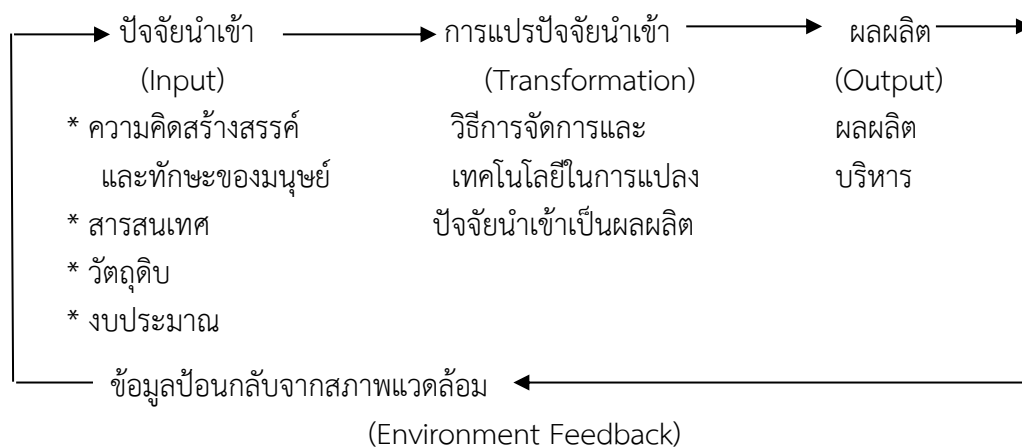 ปัจจัยนำเข้า การแปรปัจจัยนำเข้า ผลผลิต
(Input) (Transformation) (Output)
* ความคิดสร้างสรรค์ วิธีการจัดการและ ผลผลิต
และทักษะของมนุษย์ เทคโนโลยีในการแปลง บริหาร
* สารสนเทศ ปัจจัยนำเข้าเป็นผลผลิต
* วัตถุดิบ
* งบประมาณ
ข้อมูลป้อนกลับจากสภาพแวดล้อม
(Environment Feedback)